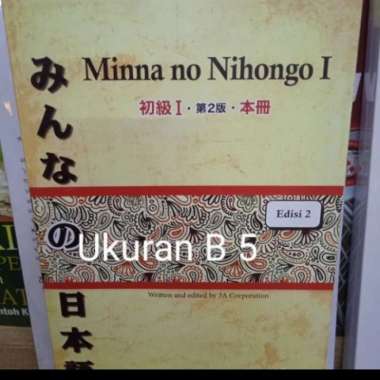 みんなの日本語
Minna no Nihongo I
初級 I・第2版・本冊
Edisi 2
Ukuran B 5
Written and edited by 3A Corporation